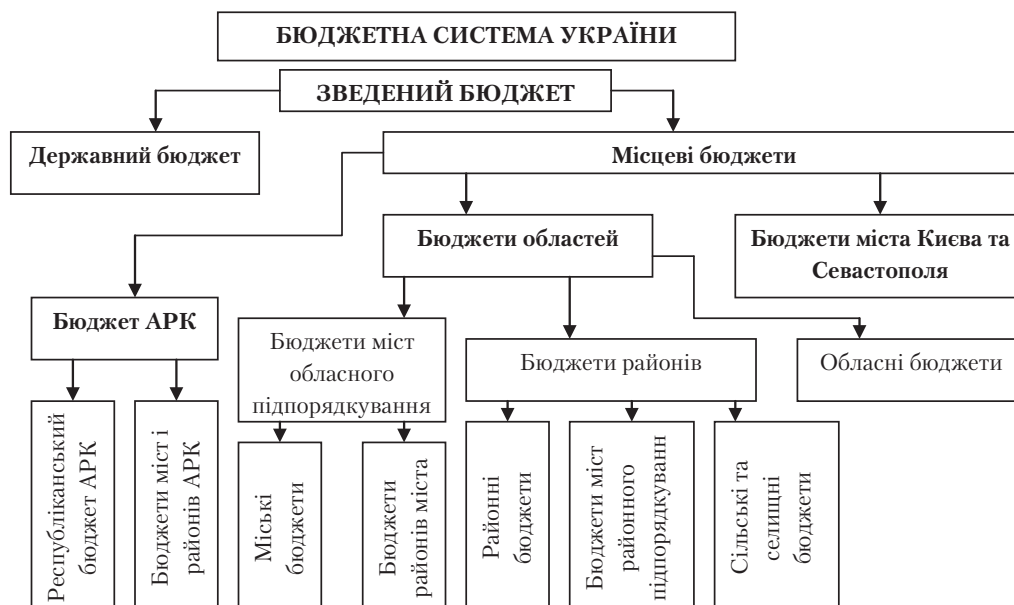 БЮДЖЕТНА СИСТЕМА УКРАЇНИ
ЗВЕДЕНИЙ БЮДЖЕТ
Державний бюджет
Місцеві бюджети
Бюджети областей
Бюджети міста Києва та
Севастополя
Бюджет АРК
Бюджети міст
обласного
підпорядкування
Бюджети районів
Обласні бюджети
Республіканський
бюджет АРК
Бюджети міст і
районів АРК
Міські
бюджети
Бюджети
районів міста
Районні
бюджети
Бюджети міст
районного
підпорядкуванн
Сільські та
селищні
бюджети